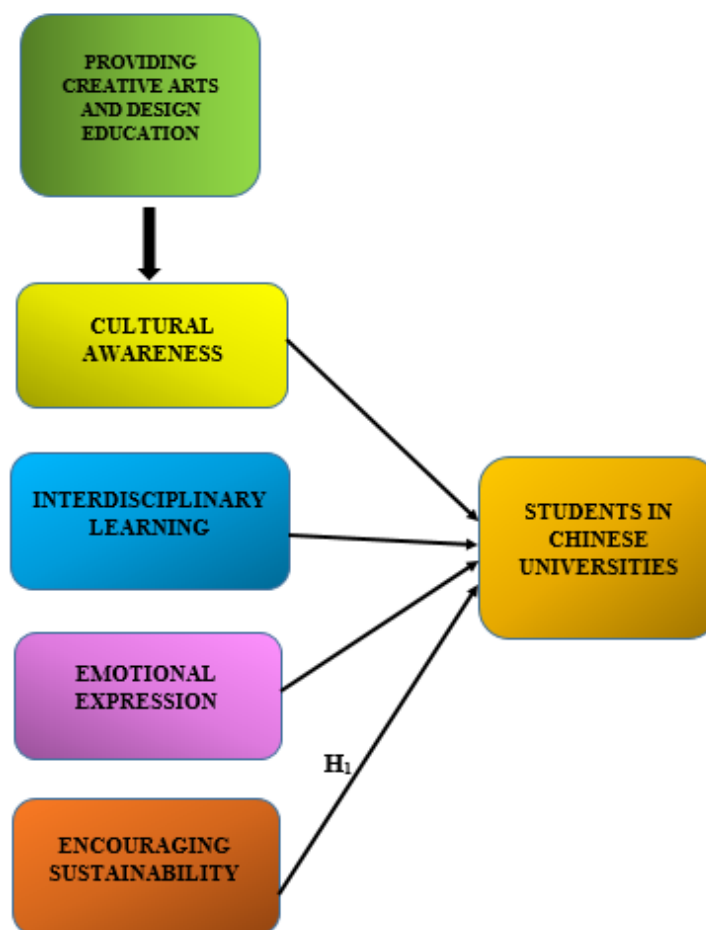 PROVIDING
CREATIVE ARTS
AND DESIGN
EDUCATION
CULTURAL
AWARENESS
INTERDISCIPLINARY
LEARNING
STUDENTS IN
CHINESE
UNIVERSITIES
EMOTIONAL
EXPRESSION
H₁
ENCOURAGING
SUSTAINABILITY